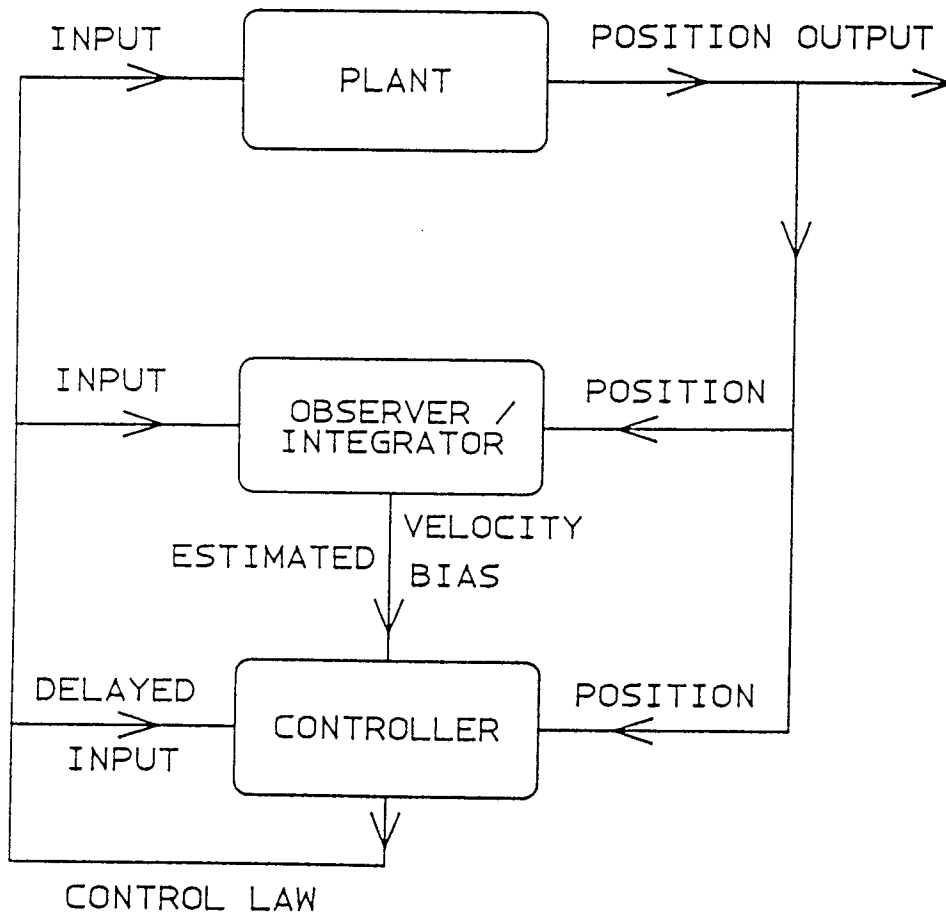 INPUT
PLANT
POSITION OUTPUT
INPUT
OBSERVER /
INTEGRATOR
POSITION
ESTIMATED
VELOCITY
BIAS
DELAYED
INPUT
CONTROLLER
POSITION
CONTROL LAW